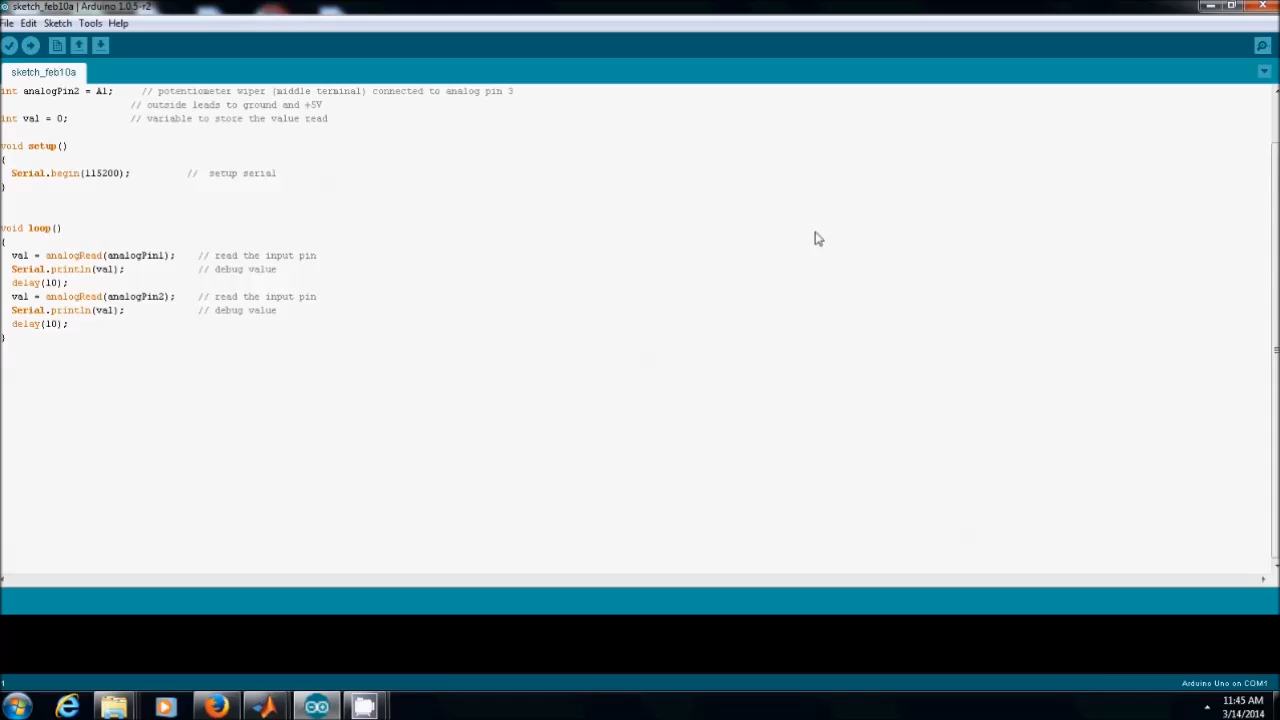 sketch_feb10a | Arduino 1.0.5-r2
File Edit Sketch Tools Help
sketch_feb10a
int analogPin2 = A1;     // potentiometer wiper (middle terminal) connected to analog pin 3
// outside leads to ground and +5V
int val = 0;           // variable to store the value read
void setup()
{
Serial.begin(115200);          //  setup serial
}
void loop()
{
val = analogRead(analogPin1);    // read the input pin
Serial.println(val);             // debug value
delay(10);
val = analogRead(analogPin2);    // read the input pin
Serial.println(val);             // debug value
delay(10);
}
1
Arduino Uno on COM1
11:45 AM
3/14/2014